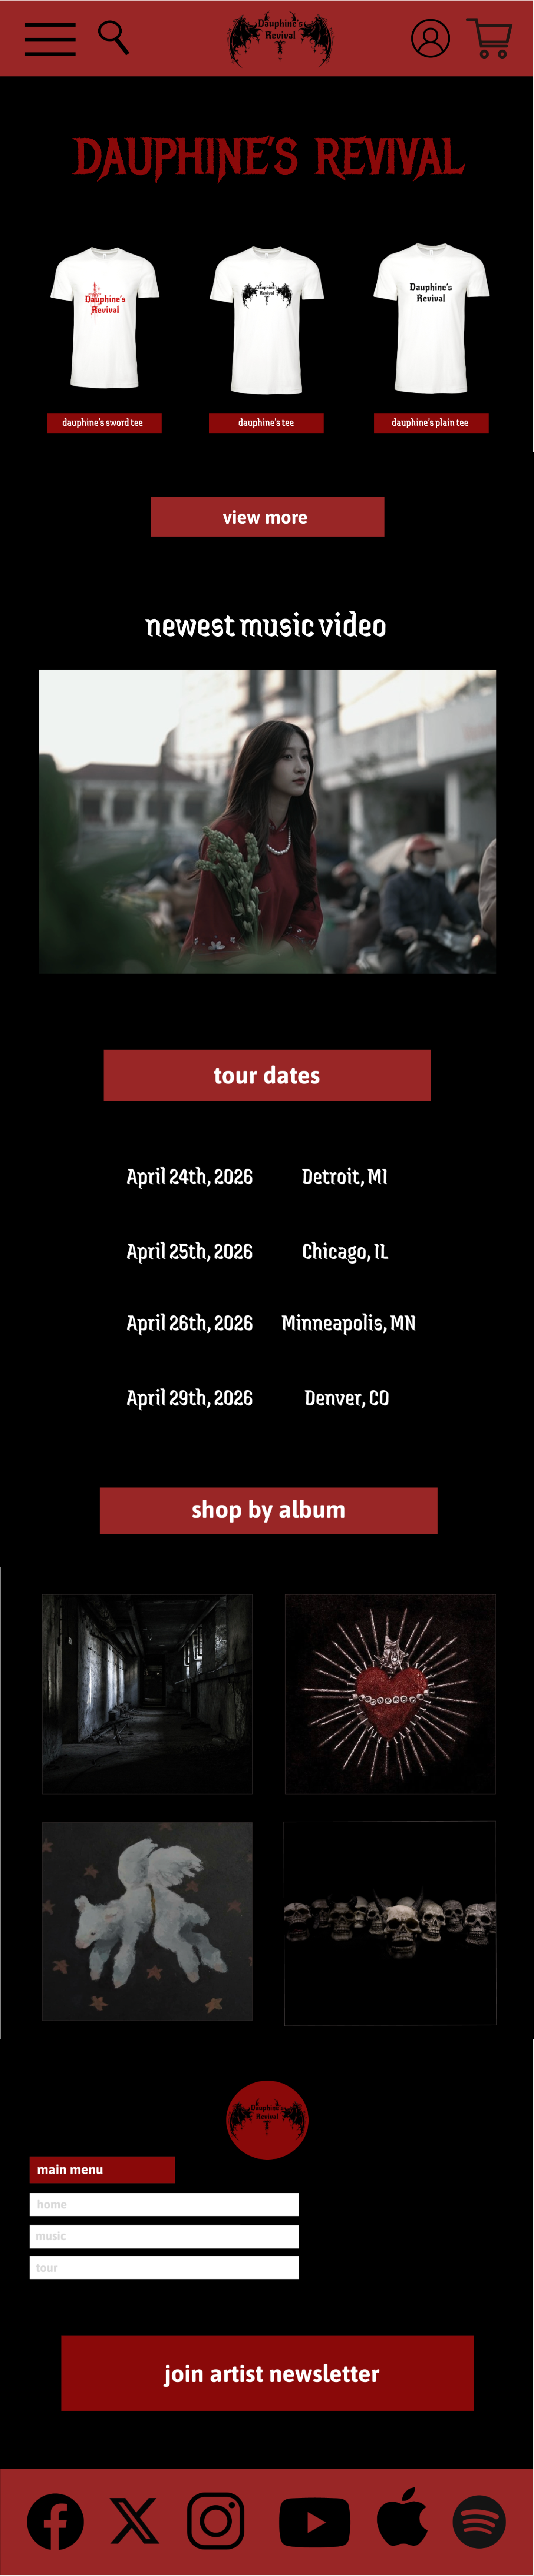 Dauphine's
Revival
DAUPHINE'S REVIVAL
Dauphine's
Revival
Dauphine's
Revival
Dauphine's
Revival
dauphine's sword tee
dauphine's tee
dauphine's plain tee
view more
newest music video
tour dates
April 24th, 2026 Detroit, MI
April 25th, 2026 Chicago, IL
April 26th, 2026 Minneapolis, MN
April 29th, 2026 Denver, CO
shop by album
Dauphine's
Revival
main menu
home
music
tour
join artist newsletter